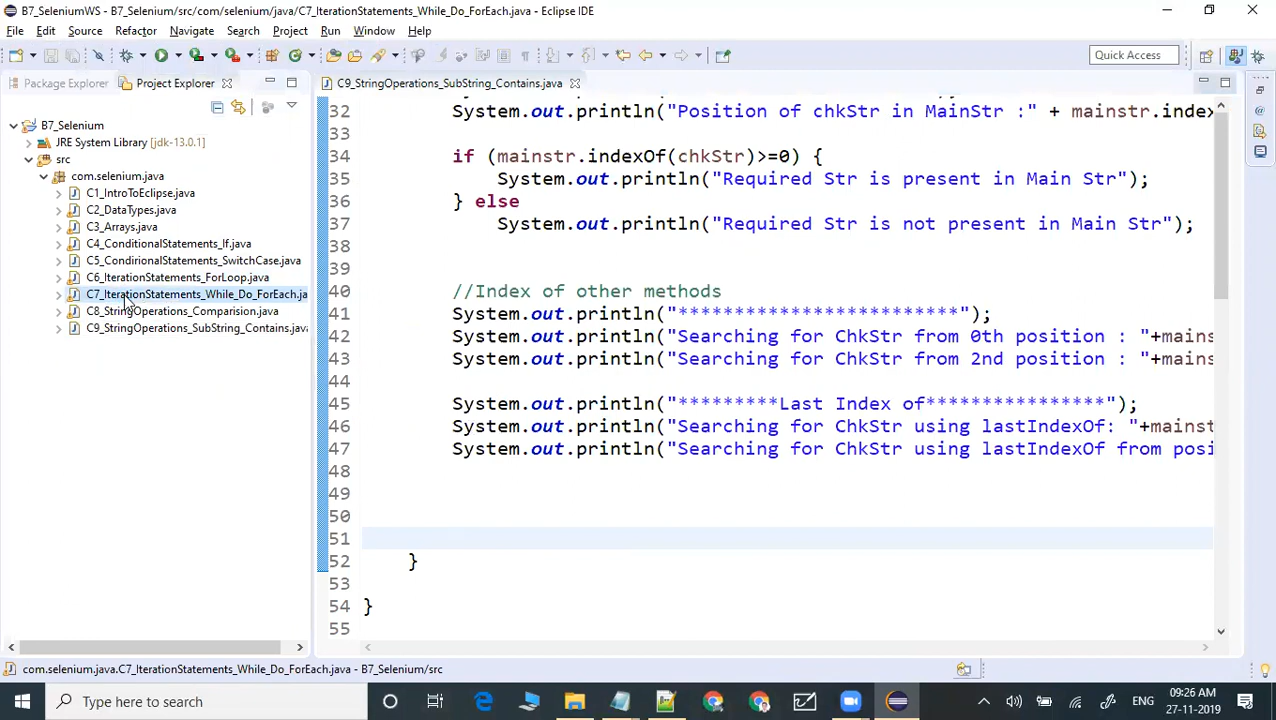 B7_SeleniumWS - B7_Selenium/src/com/selenium/java/C7_IterationStatements_While_Do_ForEach.java - Eclipse IDE
File Edit Source Refactor Navigate Search Project Run Window Help
Quick Access
Package Explorer Project Explorer
C9_StringOperations_SubString_Contains.java
B7_Selenium
JRE System Library [jdk-13.0.1]
src
com.selenium.java
C1_IntroToEclipse.java
C2_DataTypes.java
C3_Arrays.java
C4_ConditionalStatements_If.java
C5_ConditionalStatements_SwitchCase.java
C6_IterationStatements_ForLoop.java
C7_IterationStatements_While_Do_ForEach.ja
C8_StringOperations_Comparision.java
C9_StringOperations_SubString_Contains.java
32 System.out.println("Position of chkStr in MainStr :" + mainstr.index
33
34 if (mainstr.indexOf(chkStr)>=0) {
35 System.out.println("Required Str is present in Main Str");
36 } else
37 System.out.println("Required Str is not present in Main Str");
38
39
40 //Index of other methods
41 System.out.println("*************************");
42 System.out.println("Searching for ChkStr from 0th position : "+mains
43 System.out.println("Searching for ChkStr from 2nd position : "+mains
44
45 System.out.println("*********Last Index of****************");
46 System.out.println("Searching for ChkStr using lastIndexOf: "+mainst
47 System.out.println("Searching for ChkStr using lastIndexOf from posi
48
49
50
51
52 }
53
54 }
55
com.selenium.java.C7_IterationStatements_While_Do_ForEach.java - B7_Selenium/src
Type here to search
ENG
09:26 AM
27-11-2019